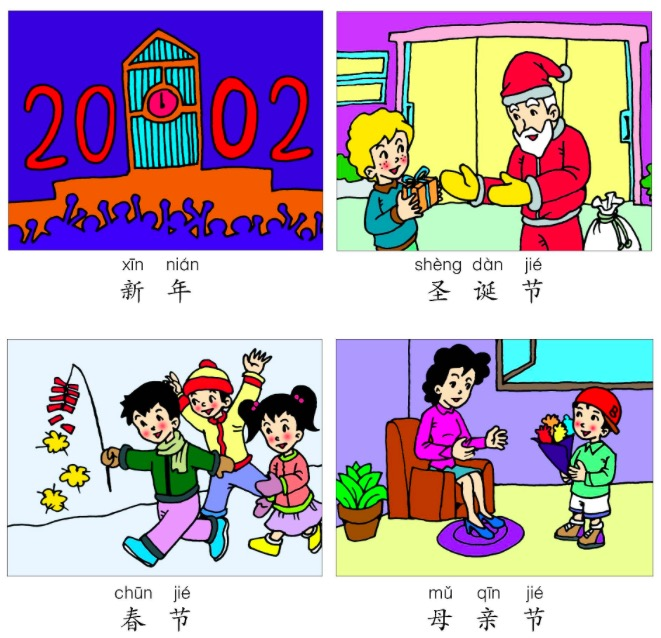 2002
xīn nián
新 年
shèng dàn jié
圣 诞 节
chūn jié
春 节
B
mǔ qīn jié
母 亲 节